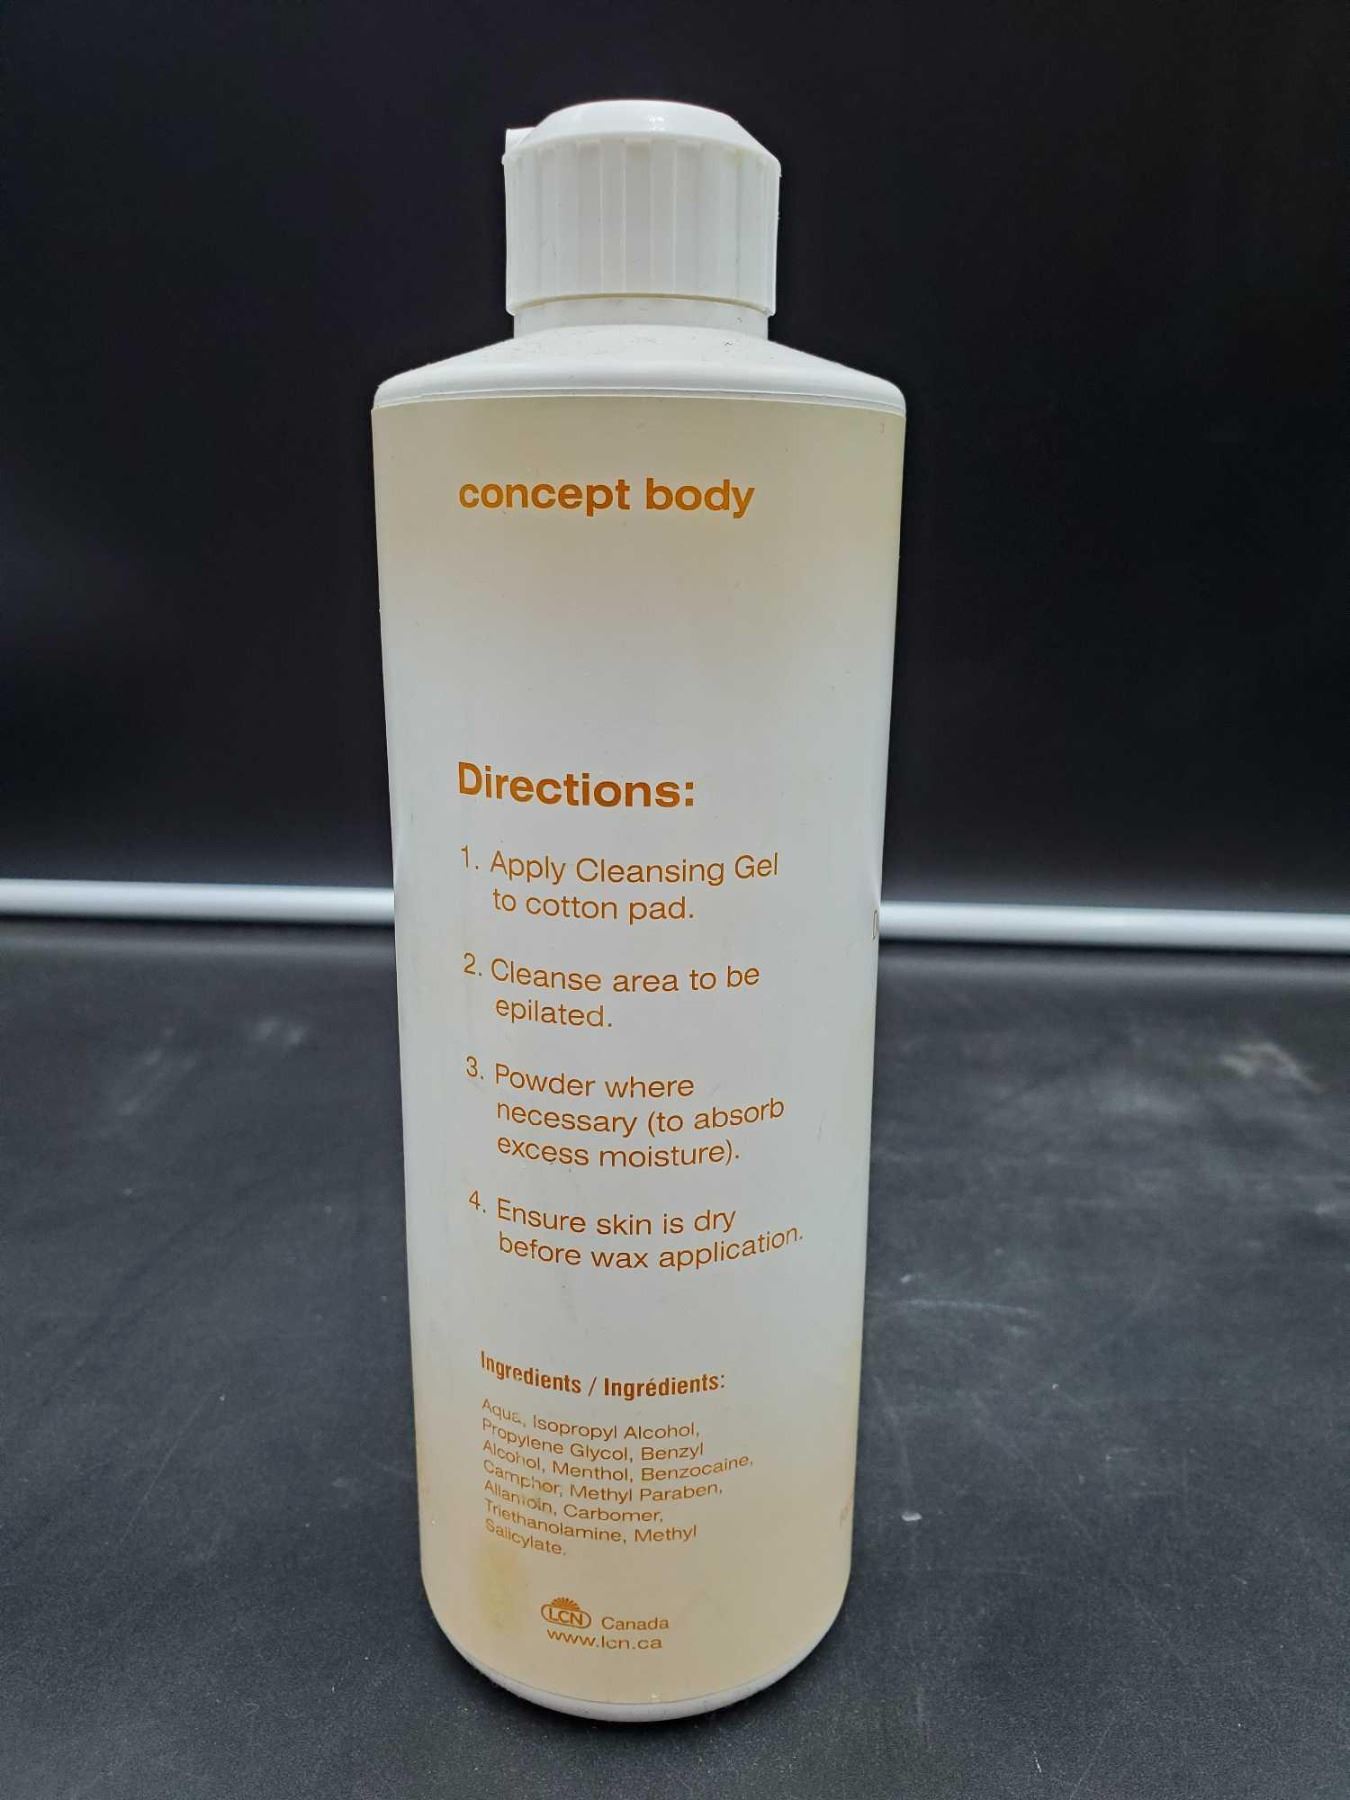 concept body
Directions:
1. Apply Cleansing Gel
to cotton pad.
2. Cleanse area to be
epilated.
3. Powder where
necessary (to absorb
excess moisture).
4. Ensure skin is dry
before wax application.
Ingredients / Ingrédients:
Aqua, Isopropyl Alcohol,
Propylene Glycol, Benzyl
Alcohol, Menthol, Benzocaine,
Camphor, Methyl Paraben,
Allantoin, Carbomer,
Triethanolamine, Methyl
Salicylate.
LCN Canada
www.lcn.ca